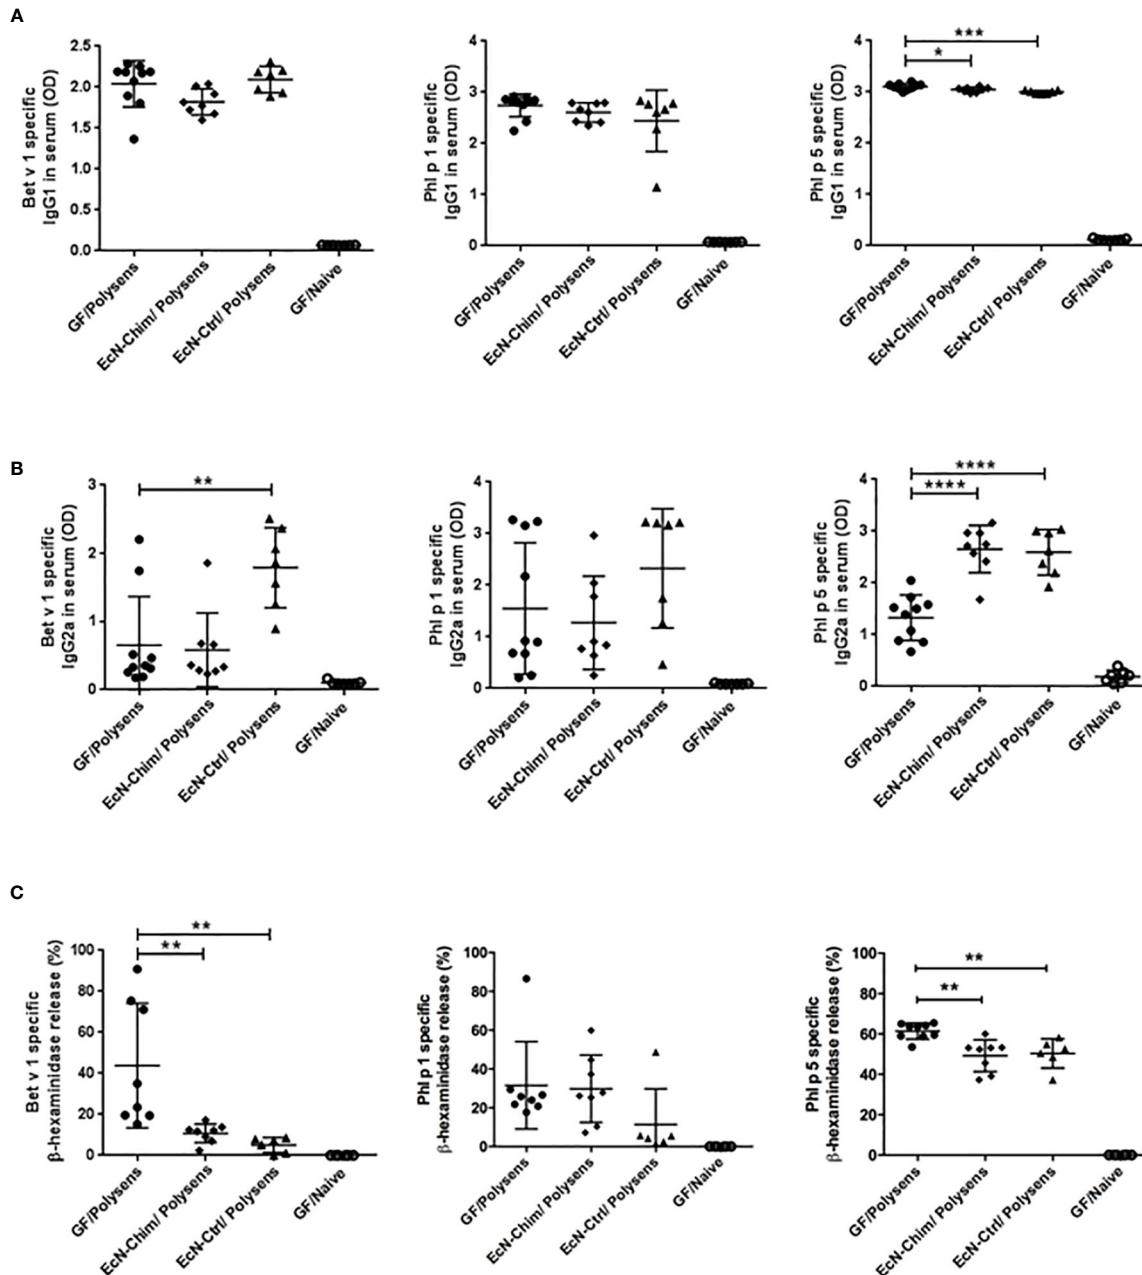 A
Bet v 1 specific
IgG1 in serum (OD)
2.5
2.0
1.5
1.0
0.5
0.0
GF/Polysens
EcN-Chim/ Polysens
EcN-Ctrl/ Polysens
GF/Naive
Phl p 1 specific
IgG1 in serum (OD)
4
3
2
1
0
GF/Polysens
EcN-Chim/ Polysens
EcN-Ctrl/ Polysens
GF/Naive
Phl p 5 specific
IgG1 in serum (OD)
4
3
2
1
0
***
*
GF/Polysens
EcN-Chim/ Polysens
EcN-Ctrl/ Polysens
GF/Naive
B
Bet v 1 specific
IgG2a in serum (OD)
3
2
1
0
**
GF/Polysens
EcN-Chim/ Polysens
EcN-Ctrl/ Polysens
GF/Naive
Phl p 1 specific
IgG2a in serum (OD)
4
3
2
1
0
GF/Polysens
EcN-Chim/ Polysens
EcN-Ctrl/ Polysens
GF/Naive
Phl p 5 specific
IgG2a in serum (OD)
4
3
2
1
0
****
****
GF/Polysens
EcN-Chim/ Polysens
EcN-Ctrl/ Polysens
GF/Naive
C
Bet v 1 specific
β-hexaminidase release (%)
100
80
60
40
20
0
**
**
GF/Polysens
EcN-Chim/ Polysens
EcN-Ctrl/ Polysens
GF/Naive
Phl p 1 specific
β-hexaminidase release (%)
100
80
60
40
20
0
GF/Polysens
EcN-Chim/ Polysens
EcN-Ctrl/ Polysens
GF/Naive
Phl p 5 specific
β-hexaminidase release (%)
100
80
60
40
20
0
**
**
GF/Polysens
EcN-Chim/ Polysens
EcN-Ctrl/ Polysens
GF/Naive